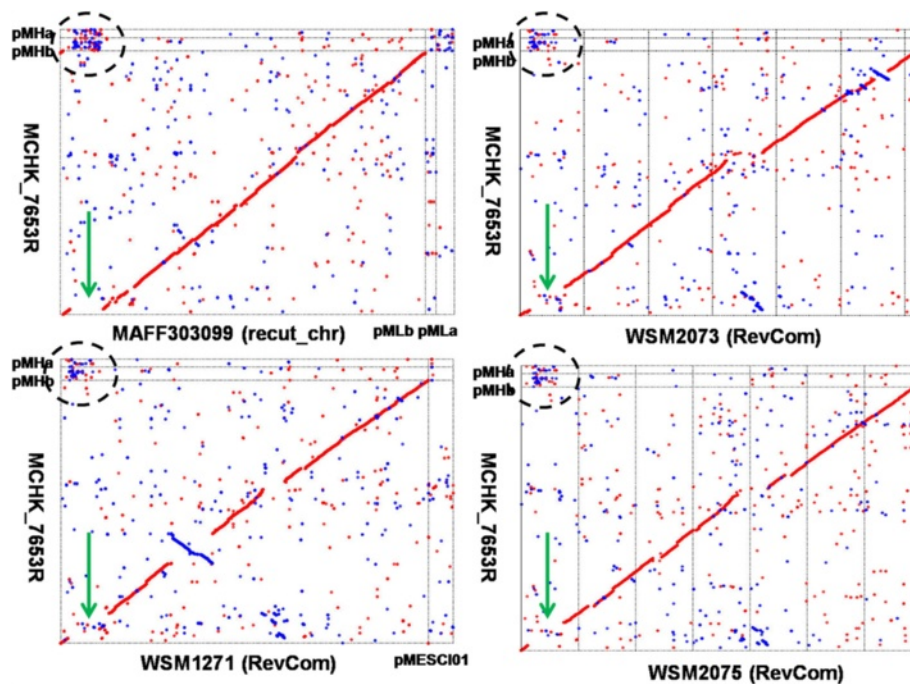 pMHa
pMHb
MCHK_7653R
MAFF303099 (recut_chr) pMLb pMLa
pMHa
pMHb
MCHK_7653R
WSM2073 (RevCom)
pMHa
pMHb
MCHK_7653R
WSM1271 (RevCom) pMESCI01
pMHa
pMHb
MCHK_7653R
WSM2075 (RevCom)